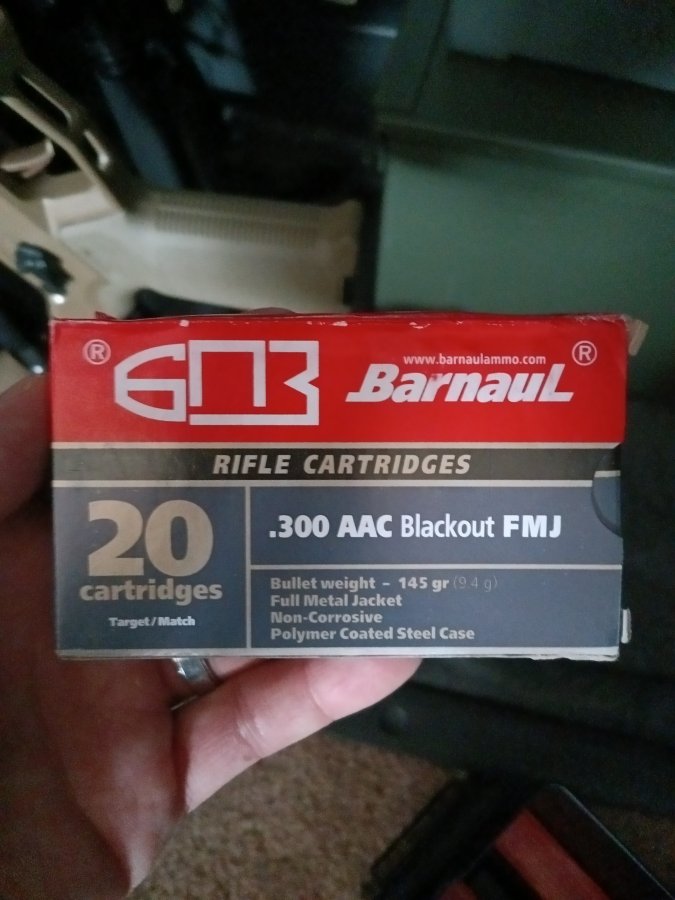 ®
БПЗ
www.barnaulammo.com
®
Barnaul
RIFLE CARTRIDGES
20
cartridges
Target/Match
.300 AAC Blackout FMJ
Bullet weight – 145 gr (9.4 g)
Full Metal Jacket
Non-Corrosive
Polymer Coated Steel Case